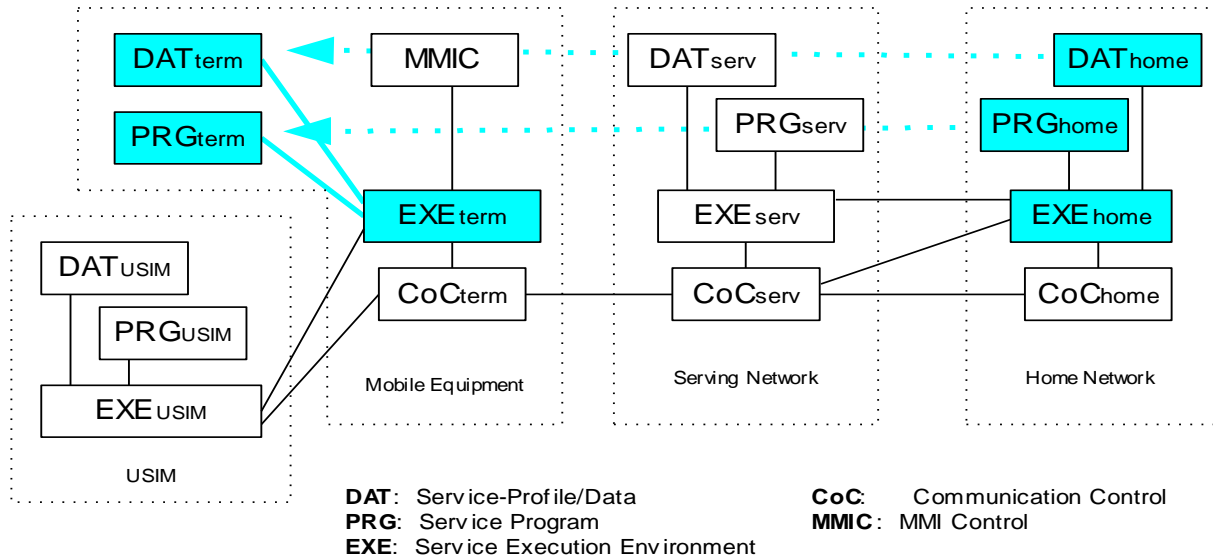 DATterm
MMIC
DATserv
DAThome
PRGterm
PRGserv
PRGhome
EXEterm
EXEserv
EXEhome
DATUSIM
CoCterm
CoCserv
CoChome
PRGUSIM
Mobile Equipment
Serving Network
Home Network
EXEUSIM
USIM
DAT: Service-Profile/Data
PRG: Service Program
EXE: Service Execution Environment
CoC: Communication Control
MMIC: MMI Control